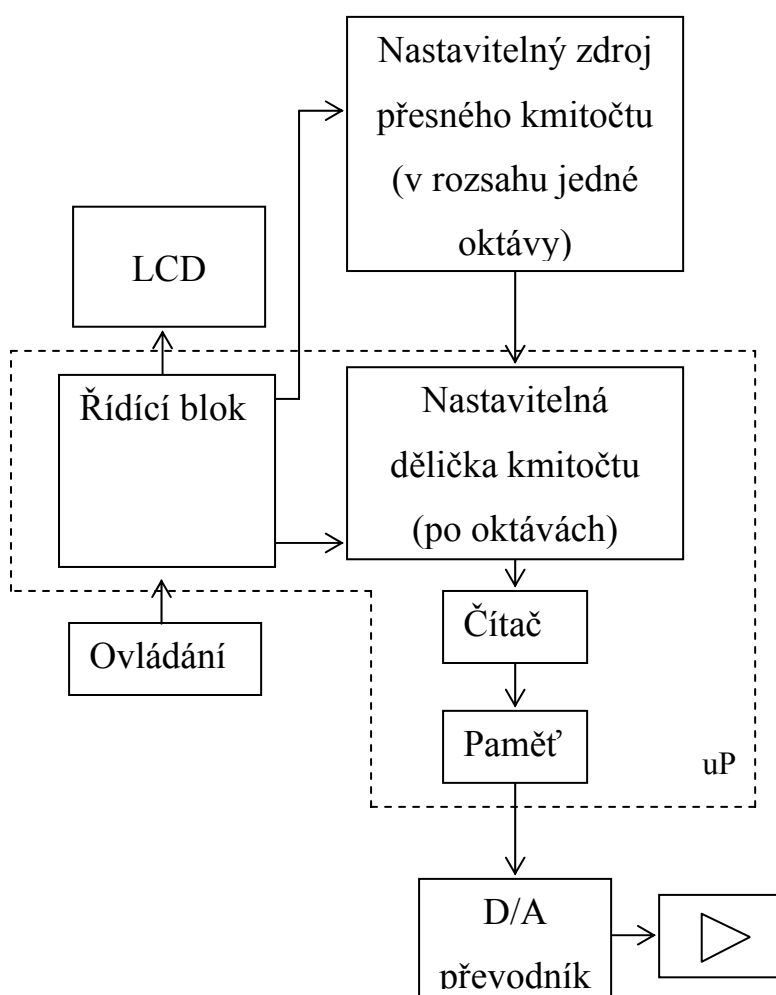 Nastavitelný zdroj
přesného kmitočtu
(v rozsahu jedné
oktávy)
LCD
Řídící blok
Nastavitelná
dělička kmitočtu
(po oktávách)
Čítač
Ovládání
Paměť
uP
D/A
převodník